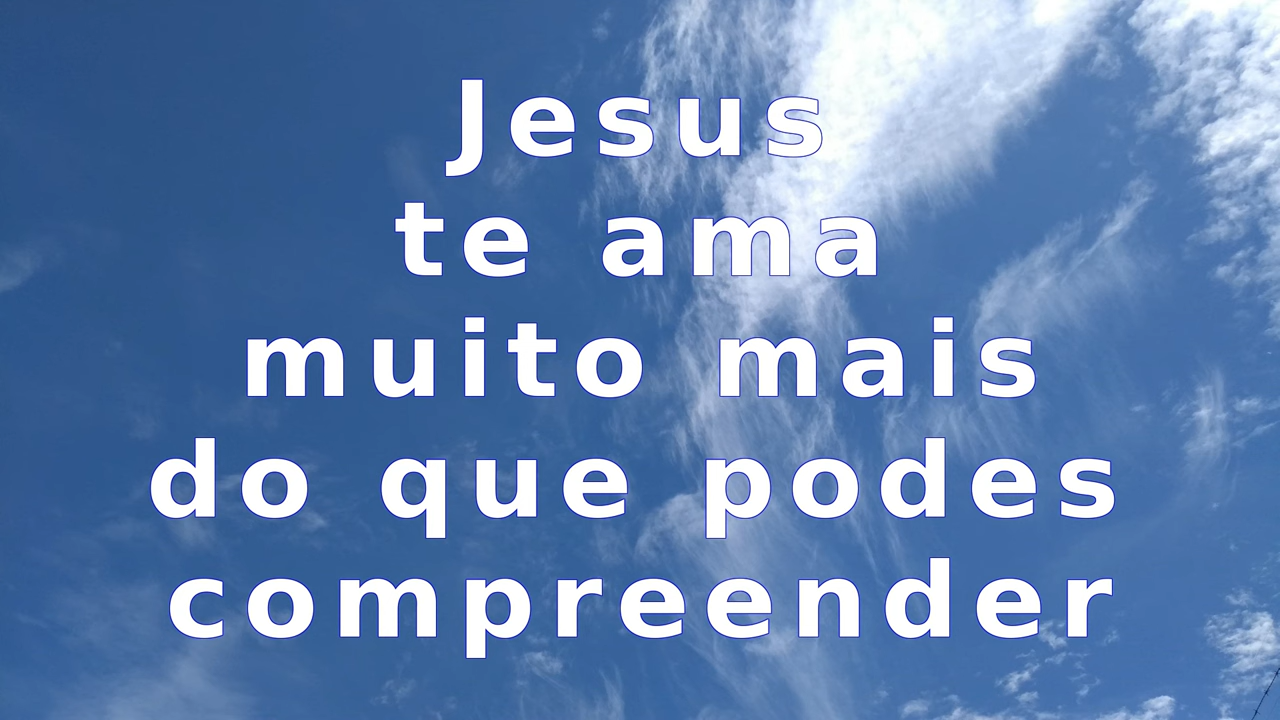 Jesus
te ama
muito mais
do que podes
compreender